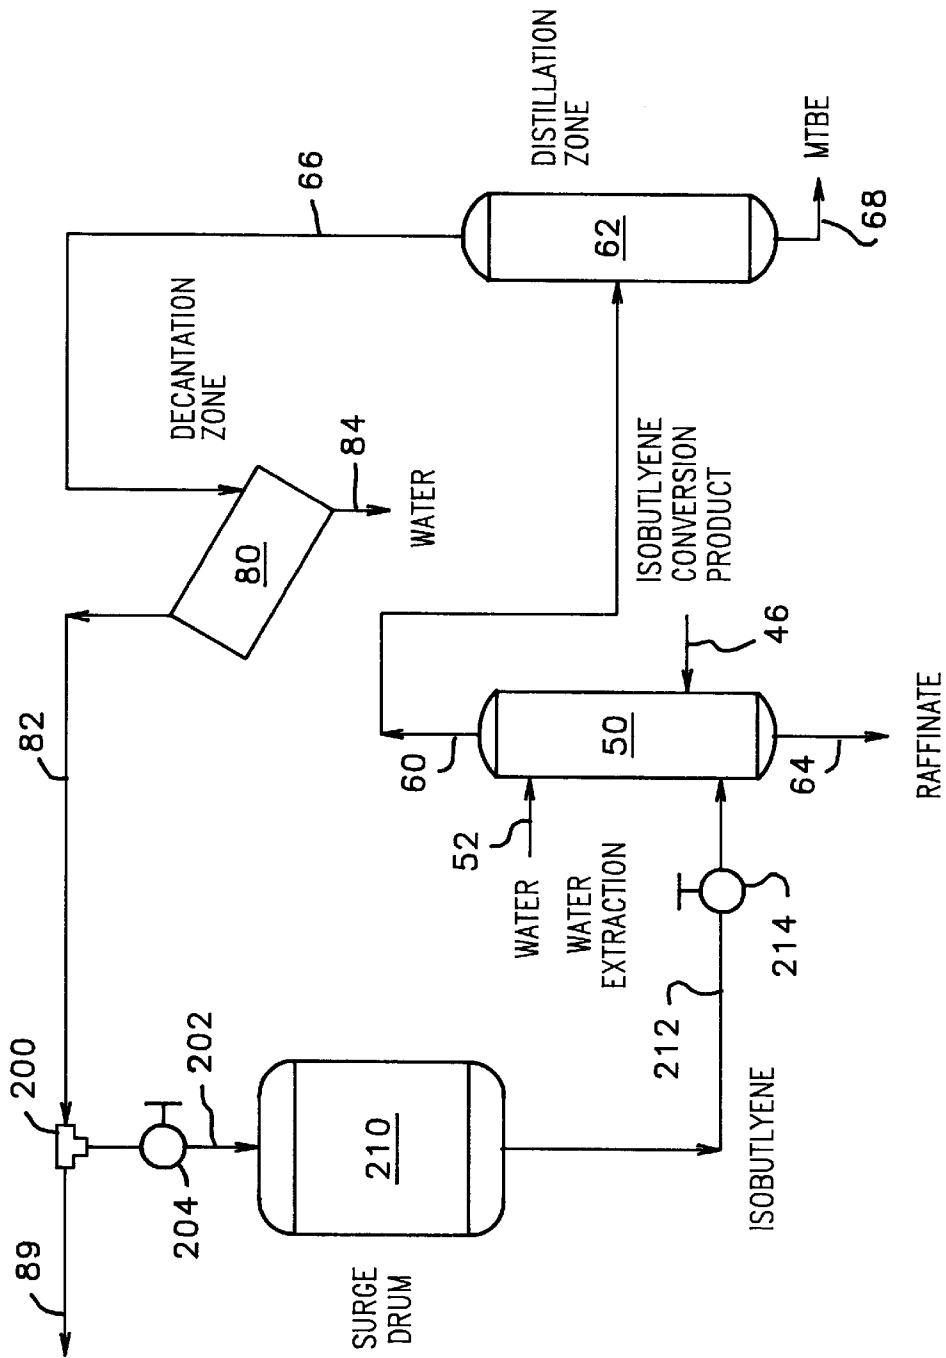 89
200
82
204
202
DECANTATION
ZONE
80
66
84
WATER
SURGE
DRUM
210
60
52
WATER
WATER
EXTRACTION
50
DISTILLATION
ZONE
62
ISOBUTLYENE
CONVERSION
PRODUCT
212
ISOBUTLYENE
214
46
64
MTBE
68
RAFFINATE